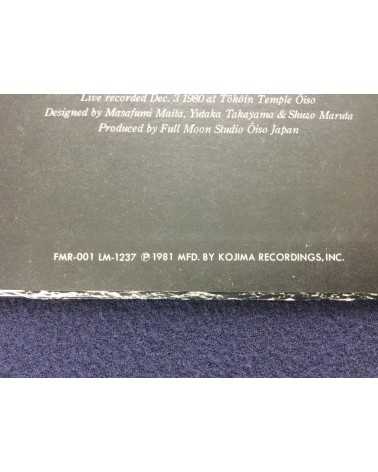 Live recorded Dec. 3 1980 at Tōkōin Temple Ōiso
Designed by Masafumi Maita, Yutaka Takayama & Shuzo Maruta
Produced by Full Moon Studio Ōiso Japan
FMR-001 LM-1237 ℗ 1981 MFD. BY KOJIMA RECORDINGS, INC.